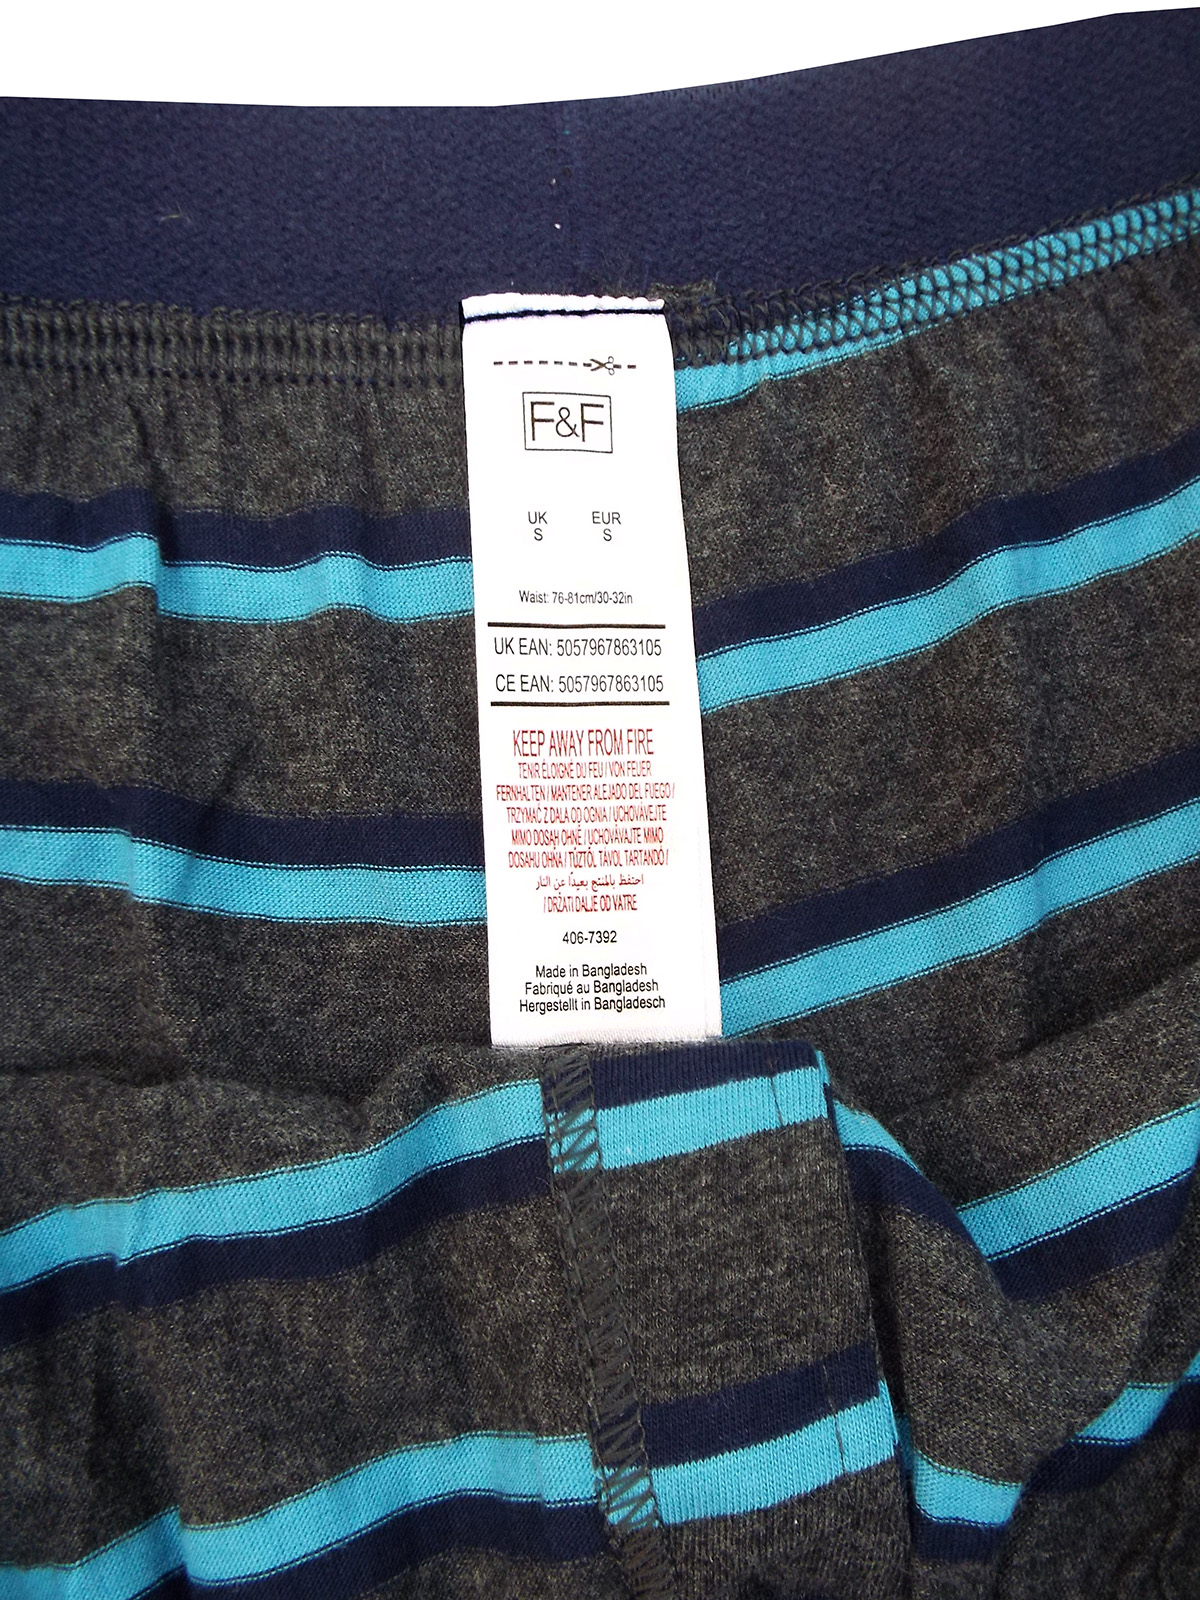 F&F
UK EUR
S S
Waist: 76-81cm/30-32in
UK EAN: 5057967863105
CE EAN: 5057967863105
KEEP AWAY FROM FIRE
TENIR ÉLOIGNÉ DU FEU / VON FEUER
FERNHALTEN / MANTENER ALEJADO DEL FUEGO /
TRZYMAĆ Z DALA OD OGNIA / UCHOVÁVEJTE
MIMO DOSAH OHNĚ / UCHOVÁVAJTE MIMO
DOSAHU OHŇA / TŰZTŐL TÁVOL TARTANDÓ /
احتفظ بالمنتج بعيداً عن النار
/ DRŽATI DALJE OD VATRE
406-7392
Made in Bangladesh
Fabriqué au Bangladesh
Hergestellt in Bangladesch